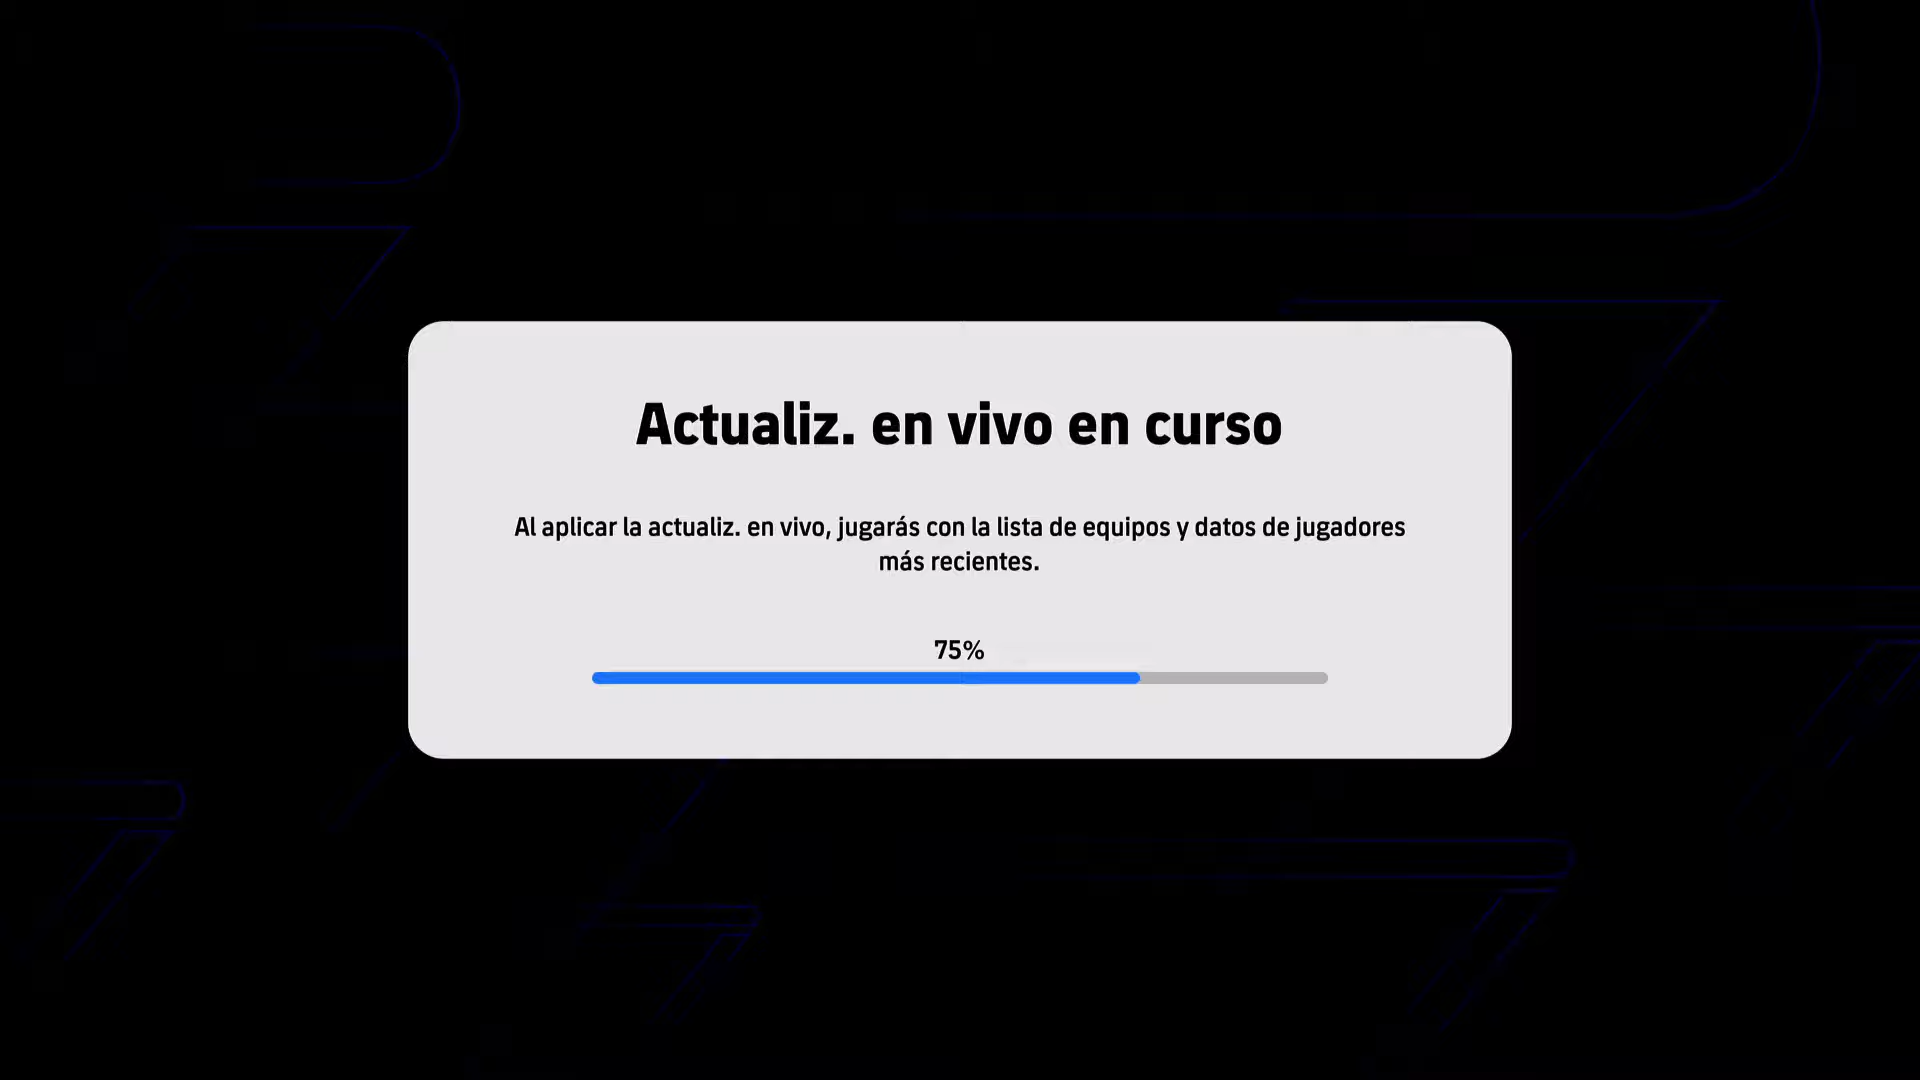 Actualiz. en vivo en curso
Al aplicar la actualiz. en vivo, jugarás con la lista de equipos y datos de jugadores
más recientes.
75%